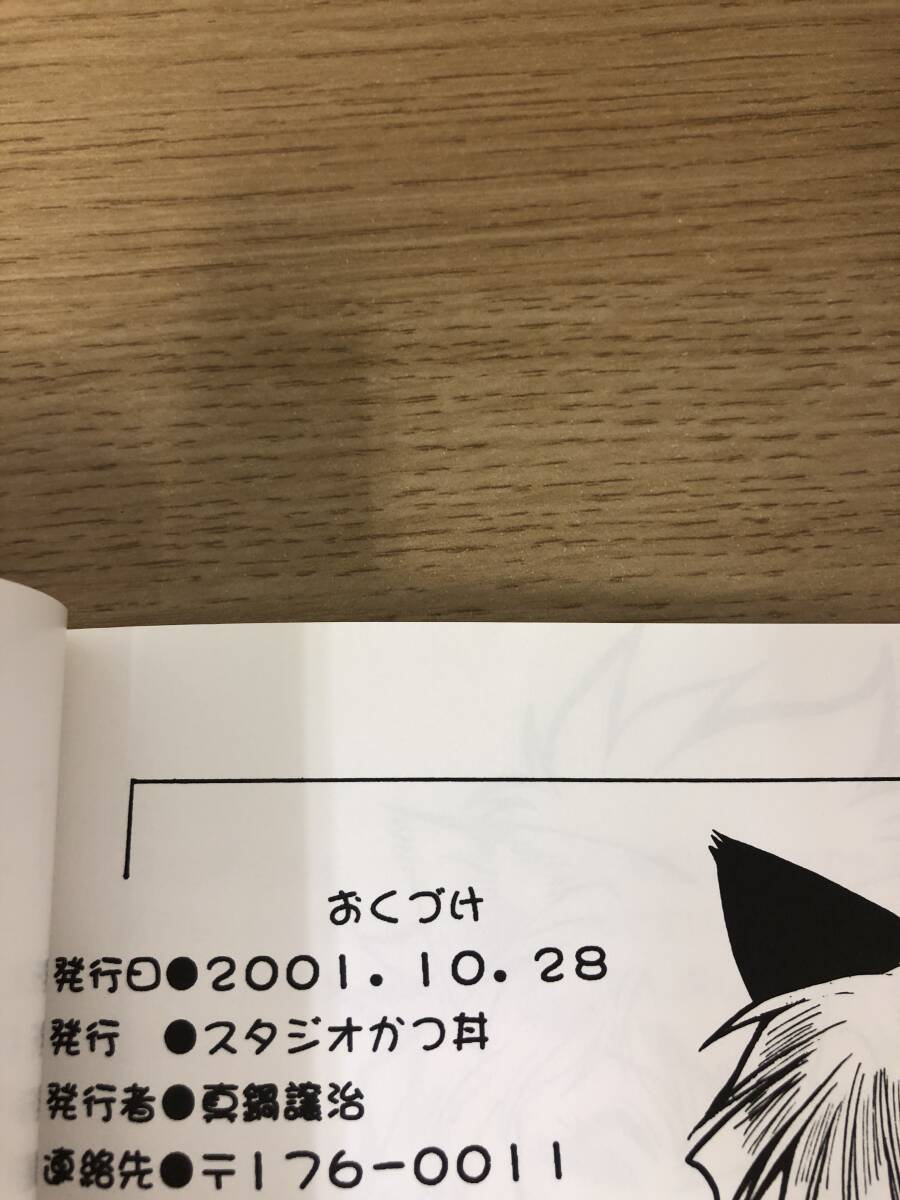 おくづけ
発行日●2001.10.28
発行　●スタジオかつ丼
発行者●真鍋譲治
連絡先●〒176-0011